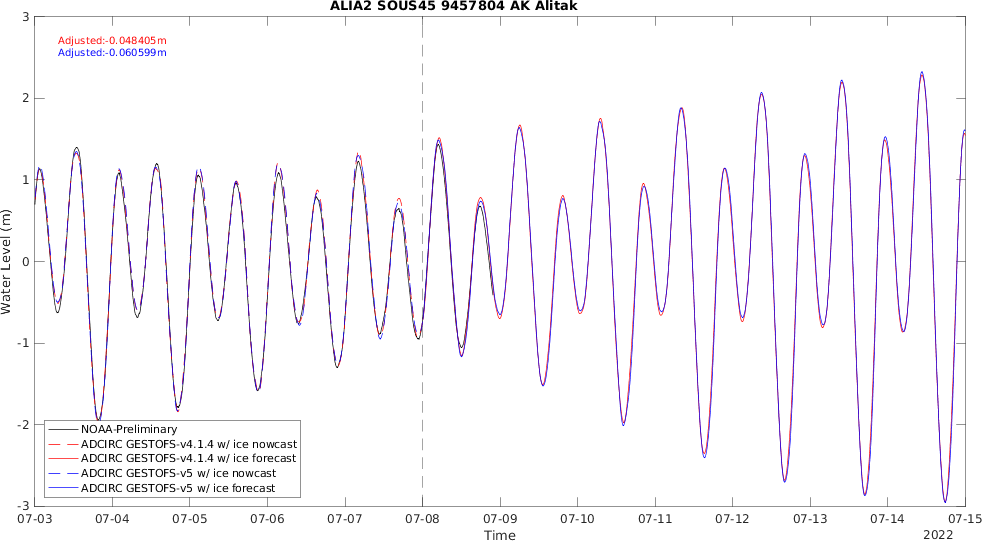 ALIA2 SOUS45 9457804 AK Alitak
Adjusted:-0.048405m
Adjusted:-0.060599m
3
2
1
0
-1
-2
-3
Water Level (m)
NOAA-Preliminary
ADCIRC GESTOFS-v4.1.4 w/ ice nowcast
ADCIRC GESTOFS-v4.1.4 w/ ice forecast
ADCIRC GESTOFS-v5 w/ ice nowcast
ADCIRC GESTOFS-v5 w/ ice forecast
07-03 07-04 07-05 07-06 07-07 07-08 07-09 07-10 07-11 07-12 07-13 07-14 07-15
Time
2022